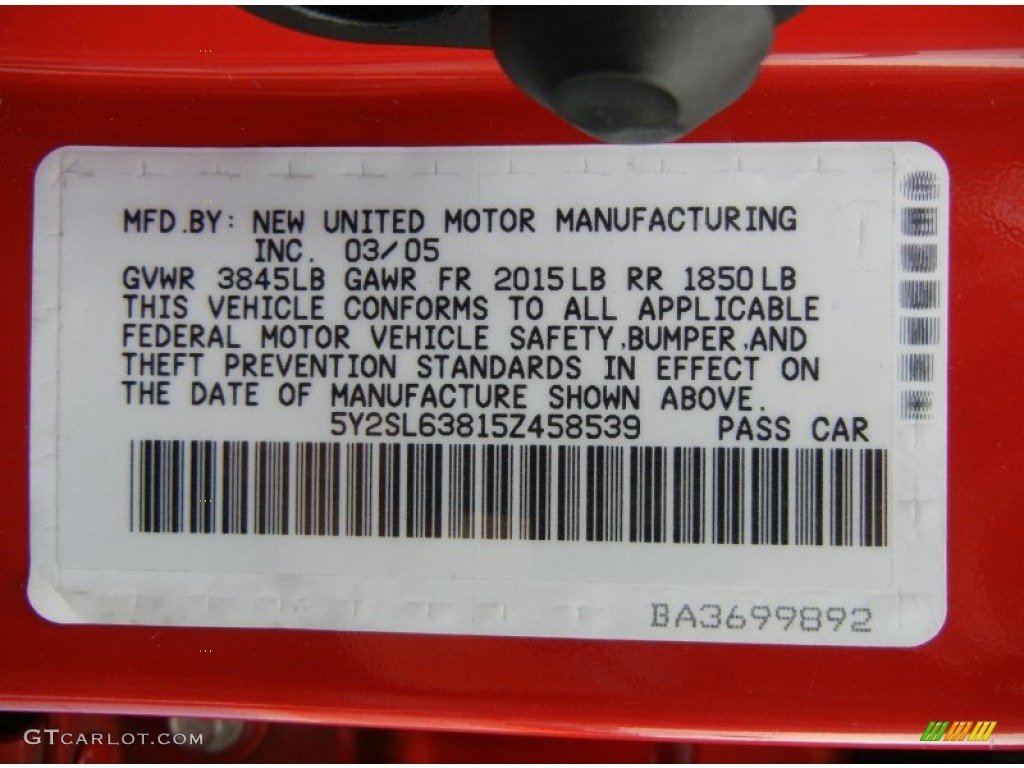 MFD.BY: NEW UNITED MOTOR MANUFACTURING
INC. 03/05
GVWR 3845LB GAWR FR 2015LB RR 1850LB
THIS VEHICLE CONFORMS TO ALL APPLICABLE
FEDERAL MOTOR VEHICLE SAFETY,BUMPER,AND
THEFT PREVENTION STANDARDS IN EFFECT ON
THE DATE OF MANUFACTURE SHOWN ABOVE.
5Y2SL63815Z458539 PASS CAR
BA3699892
GTCARLOT.COM